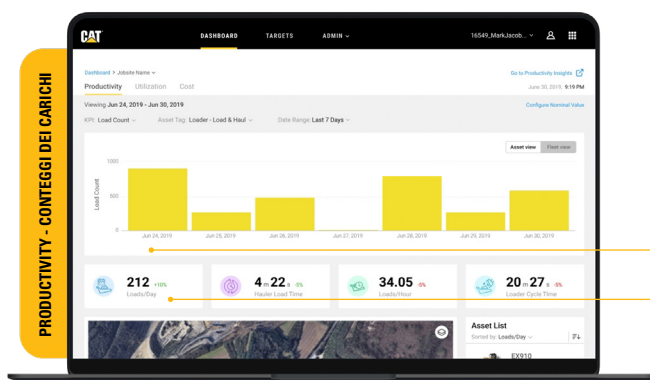 PRODUCTIVITY - CONTEGGI DEI CARICHI
CAT
DASHBOARD TARGETS ADMIN
16549_MarkJacob...
Dashboard > Jobsite Name
Go to Productivity Insights
Productivity Utilization Cost
June 30, 2019, 9:19 PM
Viewing Jun 24, 2019 - Jun 30, 2019
Configure Nominal Value
KPI: Load Count Asset Tag: Loader - Load & Haul Date Range: Last 7 Days
Asset view Fleet view
Load Count
1000
500
0
Jun 24, 2019 Jun 25, 2019 Jun 26, 2019 Jun 27, 2019 Jun 28, 2019 Jun 29, 2019 Jun 30, 2019
212 +10%
Loads/Day
4 m 22 s -5%
Hauler Load Time
34.05 -5%
Loads/Hour
20 m 27 s -5%
Loader Cycle Time
Asset List
Sorted by: Loads/Day
EX910